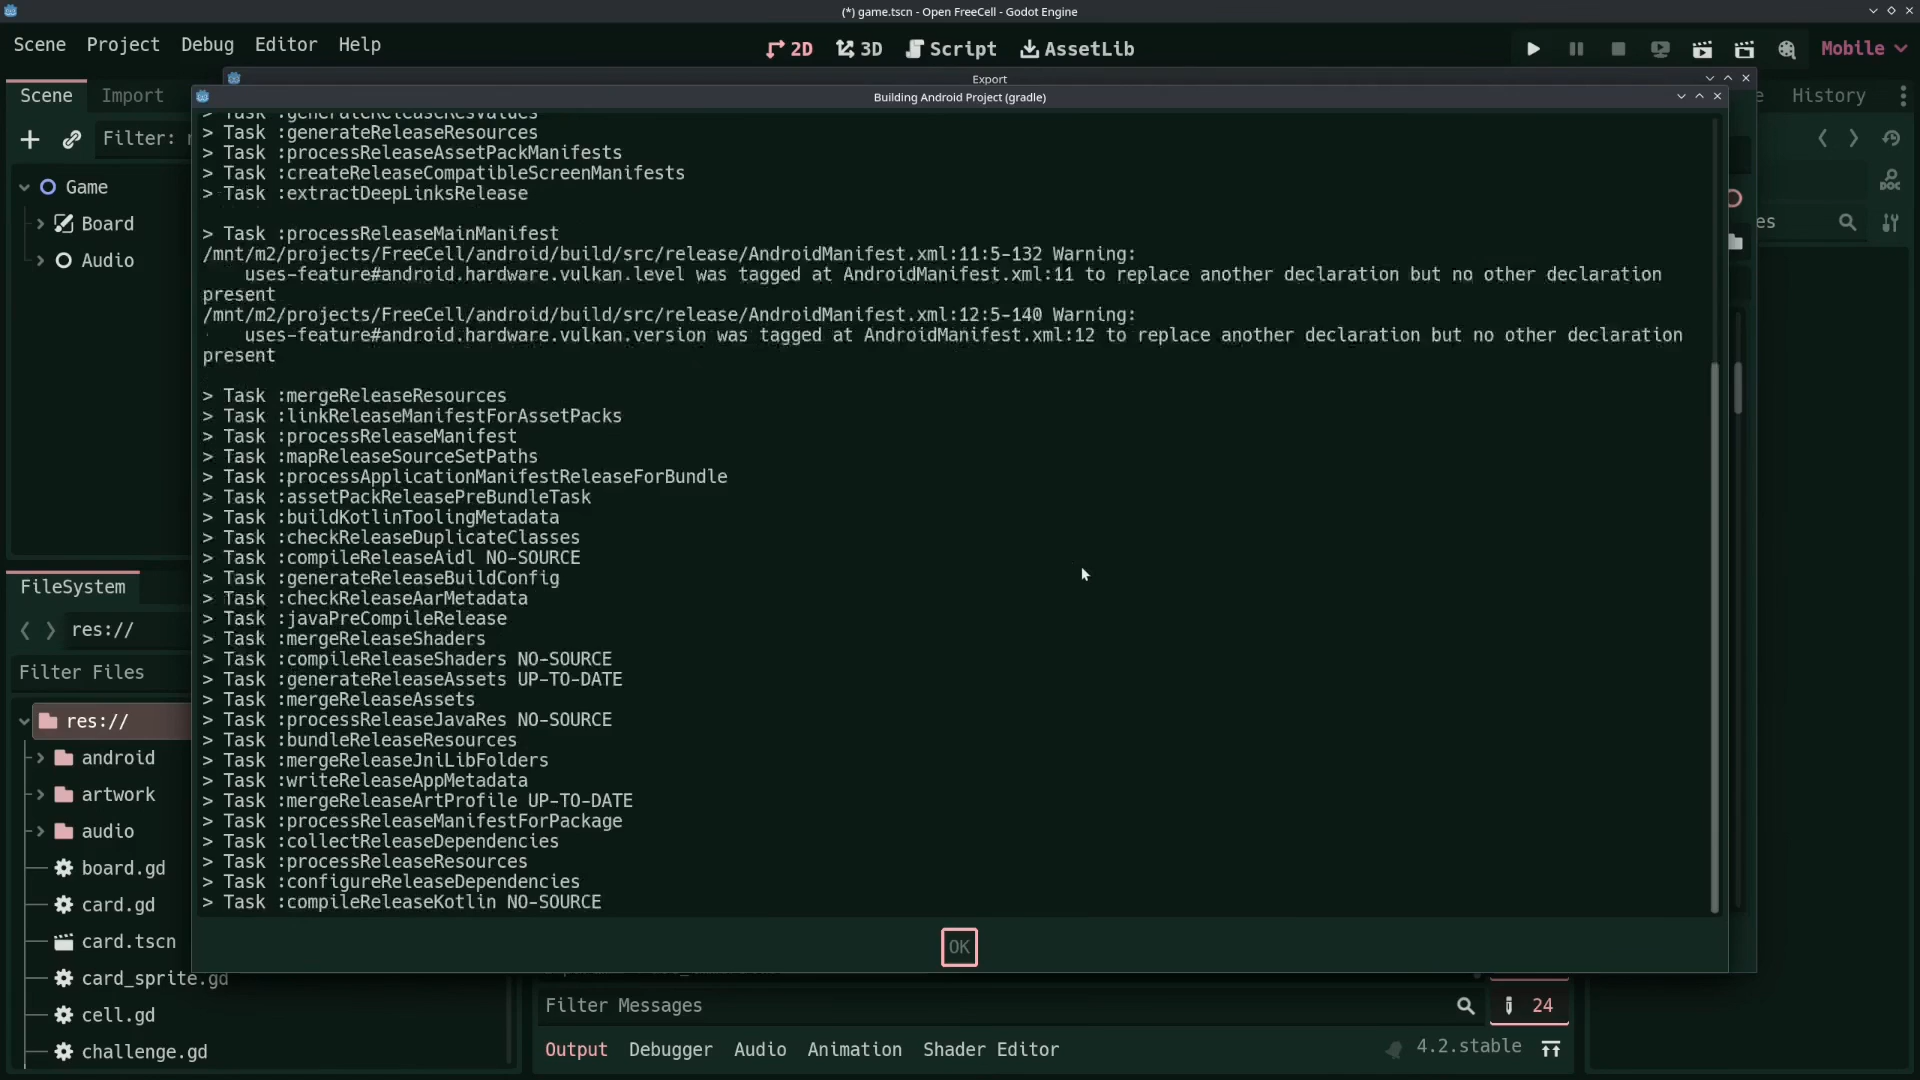 (*) game.tscn - Open FreeCell - Godot Engine
Scene Project Debug Editor Help
2D 3D Script AssetLib
Mobile
Export
Building Android Project (gradle)
Scene Import
History
Filter:
Game
Board
Audio
> Task :generateReleaseResValues
> Task :generateReleaseResources
> Task :processReleaseAssetPackManifests
> Task :createReleaseCompatibleScreenManifests
> Task :extractDeepLinksRelease
> Task :processReleaseMainManifest
/mnt/m2/projects/FreeCell/android/build/src/release/AndroidManifest.xml:11:5-132 Warning:
uses-feature#android.hardware.vulkan.level was tagged at AndroidManifest.xml:11 to replace another declaration but no other declaration
present
/mnt/m2/projects/FreeCell/android/build/src/release/AndroidManifest.xml:12:5-140 Warning:
uses-feature#android.hardware.vulkan.version was tagged at AndroidManifest.xml:12 to replace another declaration but no other declaration
present
> Task :mergeReleaseResources
> Task :linkReleaseManifestForAssetPacks
> Task :processReleaseManifest
> Task :mapReleaseSourceSetPaths
> Task :processApplicationManifestReleaseForBundle
> Task :assetPackReleasePreBundleTask
> Task :buildKotlinToolingMetadata
> Task :checkReleaseDuplicateClasses
> Task :compileReleaseAidl NO-SOURCE
> Task :generateReleaseBuildConfig
> Task :checkReleaseAarMetadata
> Task :javaPreCompileRelease
> Task :mergeReleaseShaders
> Task :compileReleaseShaders NO-SOURCE
> Task :generateReleaseAssets UP-TO-DATE
> Task :mergeReleaseAssets
> Task :processReleaseJavaRes NO-SOURCE
> Task :bundleReleaseResources
> Task :mergeReleaseJniLibFolders
> Task :writeReleaseAppMetadata
> Task :mergeReleaseArtProfile UP-TO-DATE
> Task :processReleaseManifestForPackage
> Task :collectReleaseDependencies
> Task :processReleaseResources
> Task :configureReleaseDependencies
> Task :compileReleaseKotlin NO-SOURCE
OK
FileSystem
res://
Filter Files
res://
android
artwork
audio
board.gd
card.gd
card.tscn
card_sprite.gd
cell.gd
challenge.gd
Filter Messages
24
Output Debugger Audio Animation Shader Editor
4.2.stable